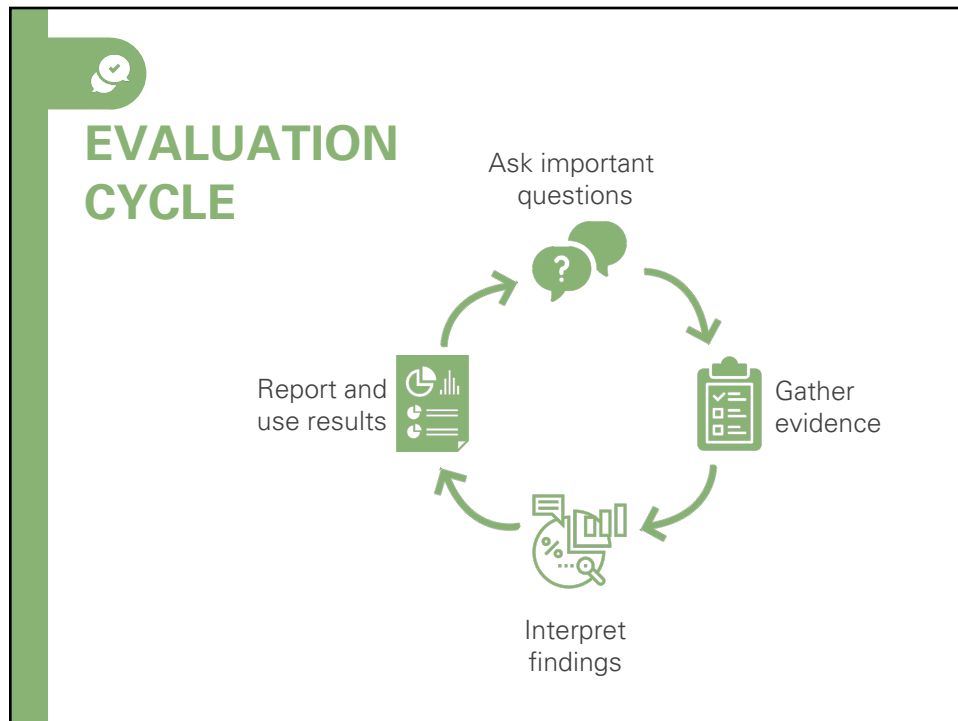 EVALUATION
CYCLE
Ask important
questions
?
Gather
evidence
Interpret
findings
%
Report and
use results